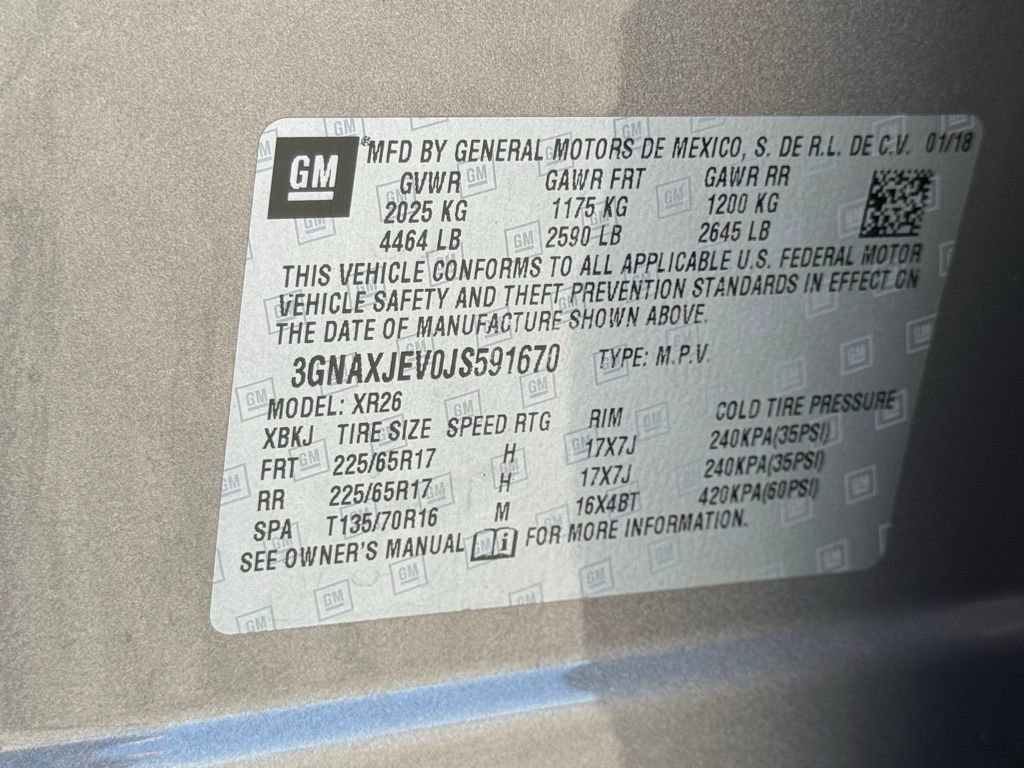 GM
®MFD BY GENERAL MOTORS DE MEXICO, S. DE R.L. DE C.V. 01/18
GVWR GAWR FRT GAWR RR
2025 KG 1175 KG 1200 KG
4464 LB 2590 LB 2645 LB
THIS VEHICLE CONFORMS TO ALL APPLICABLE U.S. FEDERAL MOTOR
VEHICLE SAFETY AND THEFT PREVENTION STANDARDS IN EFFECT ON
THE DATE OF MANUFACTURE SHOWN ABOVE.
3GNAXJEV0JS591670 TYPE: M.P.V.
MODEL: XR26
XBKJ TIRE SIZE SPEED RTG RIM COLD TIRE PRESSURE
FRT 225/65R17 H 17X7J 240KPA(35PSI)
RR 225/65R17 H 17X7J 240KPA(35PSI)
SPA T135/70R16 M 16X4BT 420KPA(60PSI)
SEE OWNER'S MANUAL i FOR MORE INFORMATION.